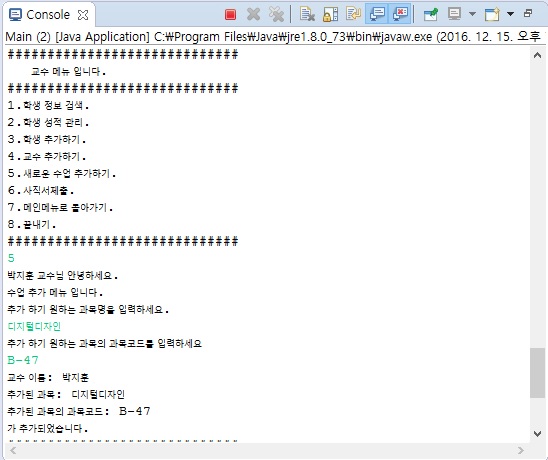 Console
Main (2) [Java Application] C:₩Program Files₩Java₩jre1.8.0_73₩bin₩javaw.exe (2016. 12. 15. 오후
#############################
교수 메뉴 입니다.
#############################
1.학생 정보 검색.
2.학생 성적 관리.
3.학생 추가하기.
4.교수 추가하기.
5.새로운 수업 추가하기.
6.사직서제출.
7.메인메뉴로 돌아가기.
8.끝내기.
#############################
5
박지훈 교수님 안녕하세요.
수업 추가 메뉴 입니다.
추가 하기 원하는 과목명을 입력하세요.
디지털디자인
추가 하기 원하는 과목의 과목코드를 입력하세요
B-47
교수 이름: 박지훈
추가된 과목: 디지털디자인
추가된 과목의 과목코드: B-47
가 추가되었습니다.